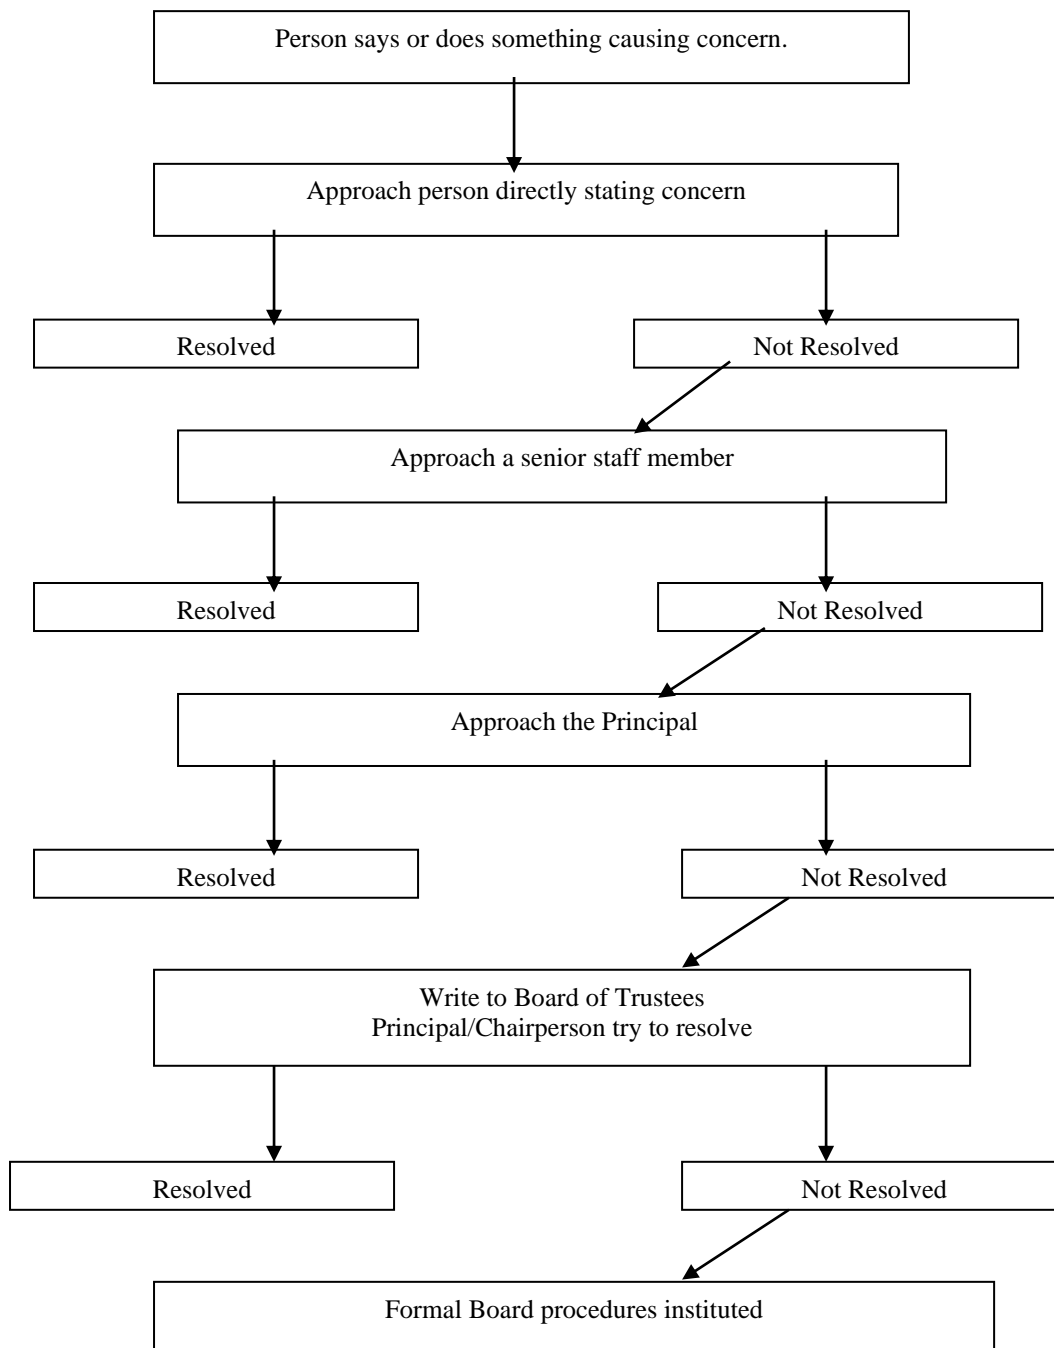 Person says or does something causing concern.
Approach person directly stating concern
Resolved
Not Resolved
Approach a senior staff member
Resolved
Not Resolved
Approach the Principal
Resolved
Not Resolved
Write to Board of Trustees
Principal/Chairperson try to resolve
Resolved
Not Resolved
Formal Board procedures instituted